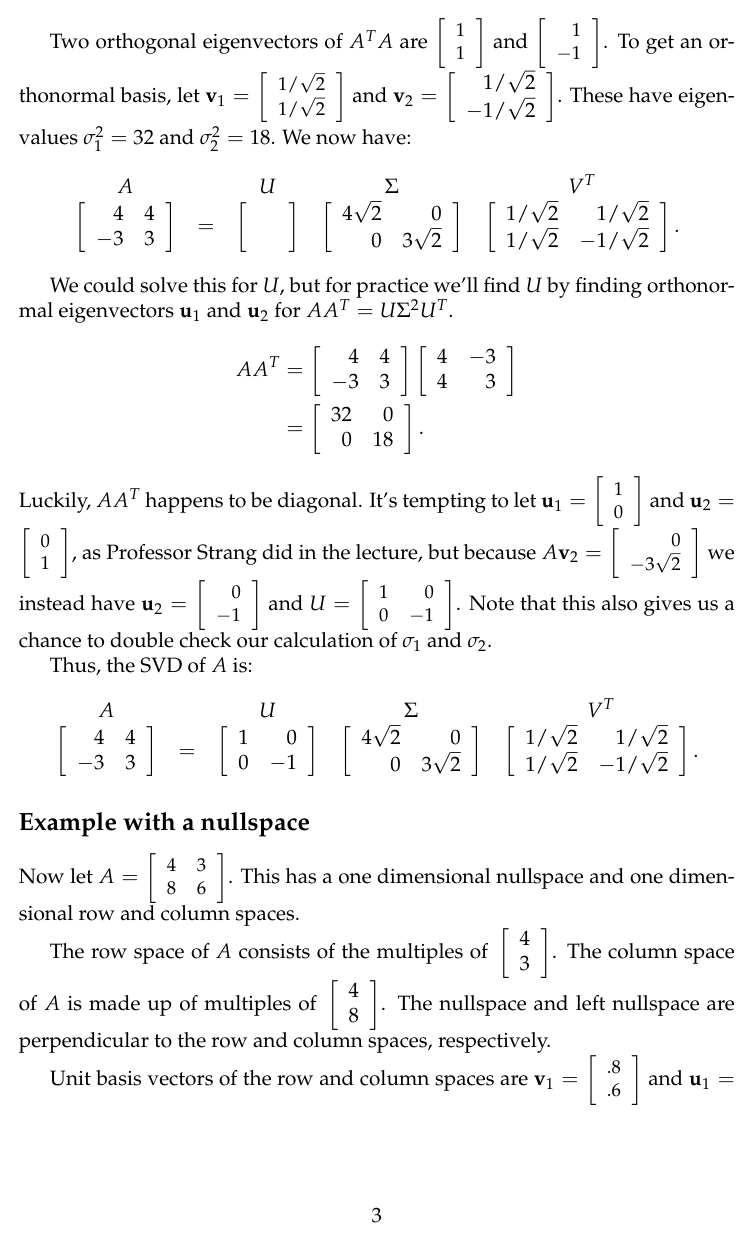 Two orthogonal eigenvectors of AᵀA are [ 1 ; 1 ] and [ 1 ; −1 ]. To get an or-
thonormal basis, let v₁ = [ 1/√2 ; 1/√2 ] and v₂ = [ 1/√2 ; −1/√2 ]. These have eigen-
values σ₁² = 32 and σ₂² = 18. We now have:
A U Σ Vᵀ
[ 4 4 ; −3 3 ] = [ ] [ 4√2 0 ; 0 3√2 ] [ 1/√2 1/√2 ; 1/√2 −1/√2 ].
We could solve this for U, but for practice we'll find U by finding orthonor-
mal eigenvectors u₁ and u₂ for AAᵀ = UΣ²Uᵀ.
AAᵀ = [ 4 4 ; −3 3 ] [ 4 −3 ; 4 3 ]
= [ 32 0 ; 0 18 ].
Luckily, AAᵀ happens to be diagonal. It's tempting to let u₁ = [ 1 ; 0 ] and u₂ =
[ 0 ; 1 ], as Professor Strang did in the lecture, but because Av₂ = [ 0 ; −3√2 ] we
instead have u₂ = [ 0 ; −1 ] and U = [ 1 0 ; 0 −1 ]. Note that this also gives us a
chance to double check our calculation of σ₁ and σ₂.
Thus, the SVD of A is:
A U Σ Vᵀ
[ 4 4 ; −3 3 ] = [ 1 0 ; 0 −1 ] [ 4√2 0 ; 0 3√2 ] [ 1/√2 1/√2 ; 1/√2 −1/√2 ].
Example with a nullspace
Now let A = [ 4 3 ; 8 6 ]. This has a one dimensional nullspace and one dimen-
sional row and column spaces.
The row space of A consists of the multiples of [ 4 ; 3 ]. The column space
of A is made up of multiples of [ 4 ; 8 ]. The nullspace and left nullspace are
perpendicular to the row and column spaces, respectively.
Unit basis vectors of the row and column spaces are v₁ = [ .8 ; .6 ] and u₁ =
3